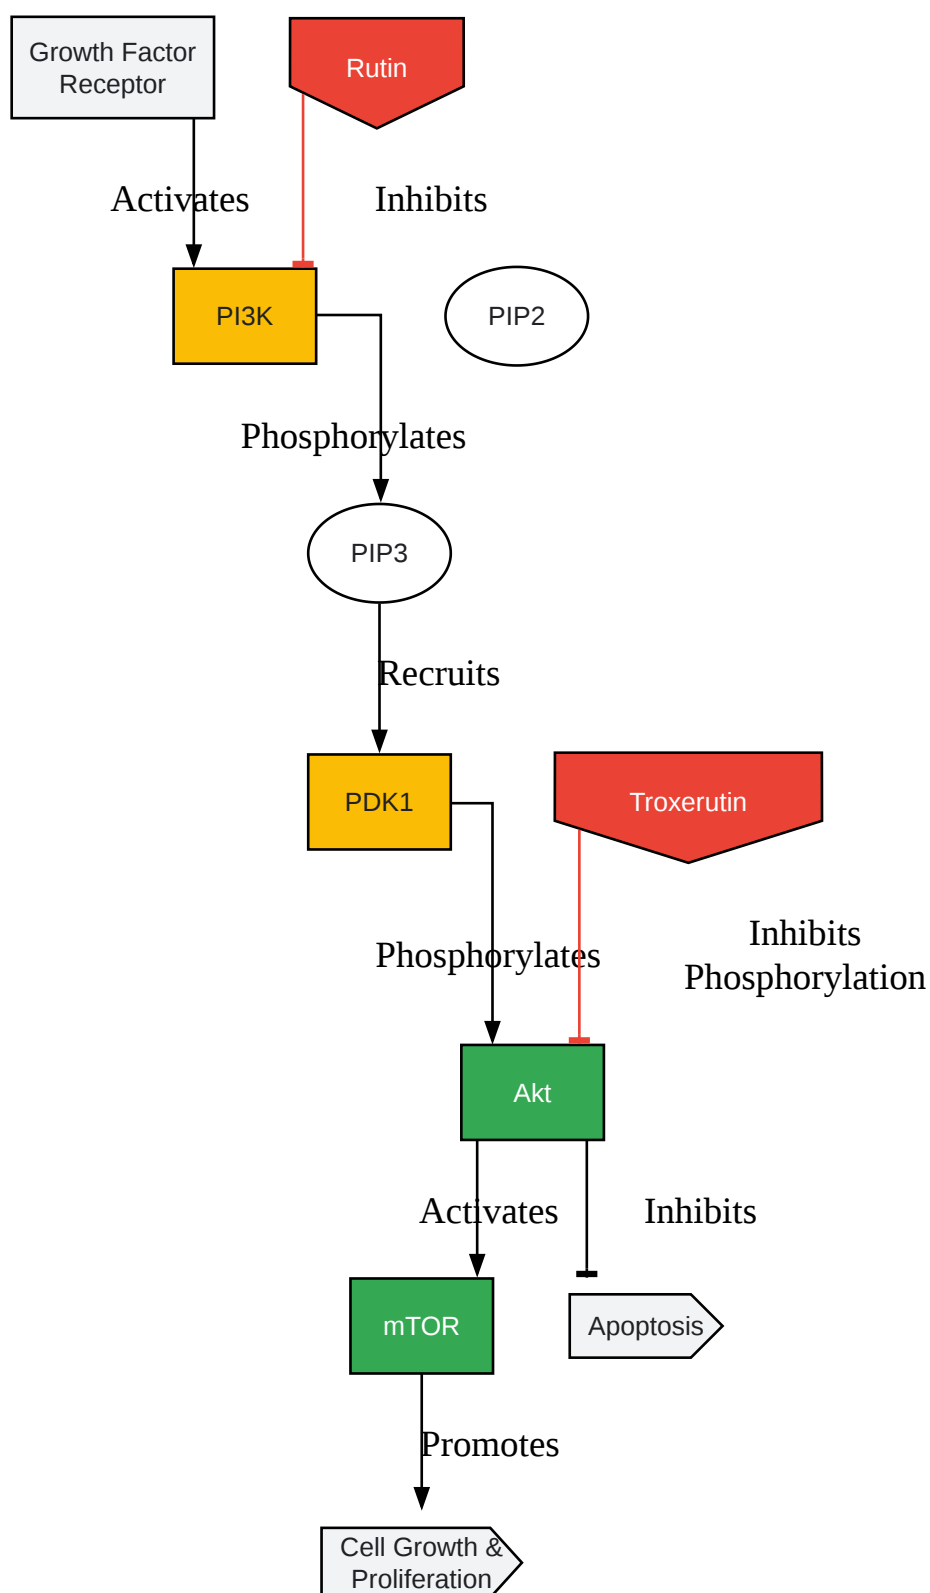 Growth Factor
Receptor
Rutin
Activates
Inhibits
PI3K
PIP2
Phosphorylates
PIP3
Recruits
PDK1
Troxerutin
Phosphorylates
Inhibits
Phosphorylation
Akt
Activates
Inhibits
mTOR
Apoptosis
Promotes
Cell Growth &
Proliferation